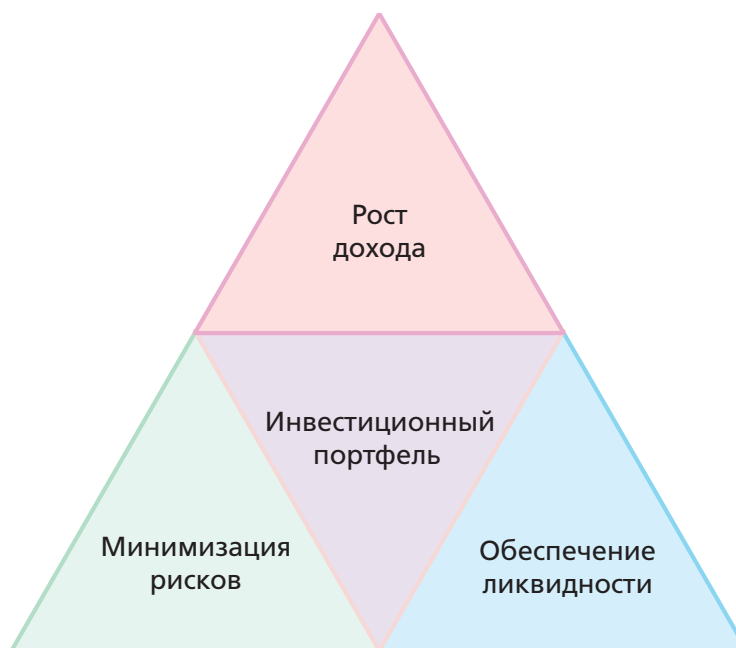 Рост
дохода
Инвестиционный
портфель
Минимизация
рисков
Обеспечение
ликвидности